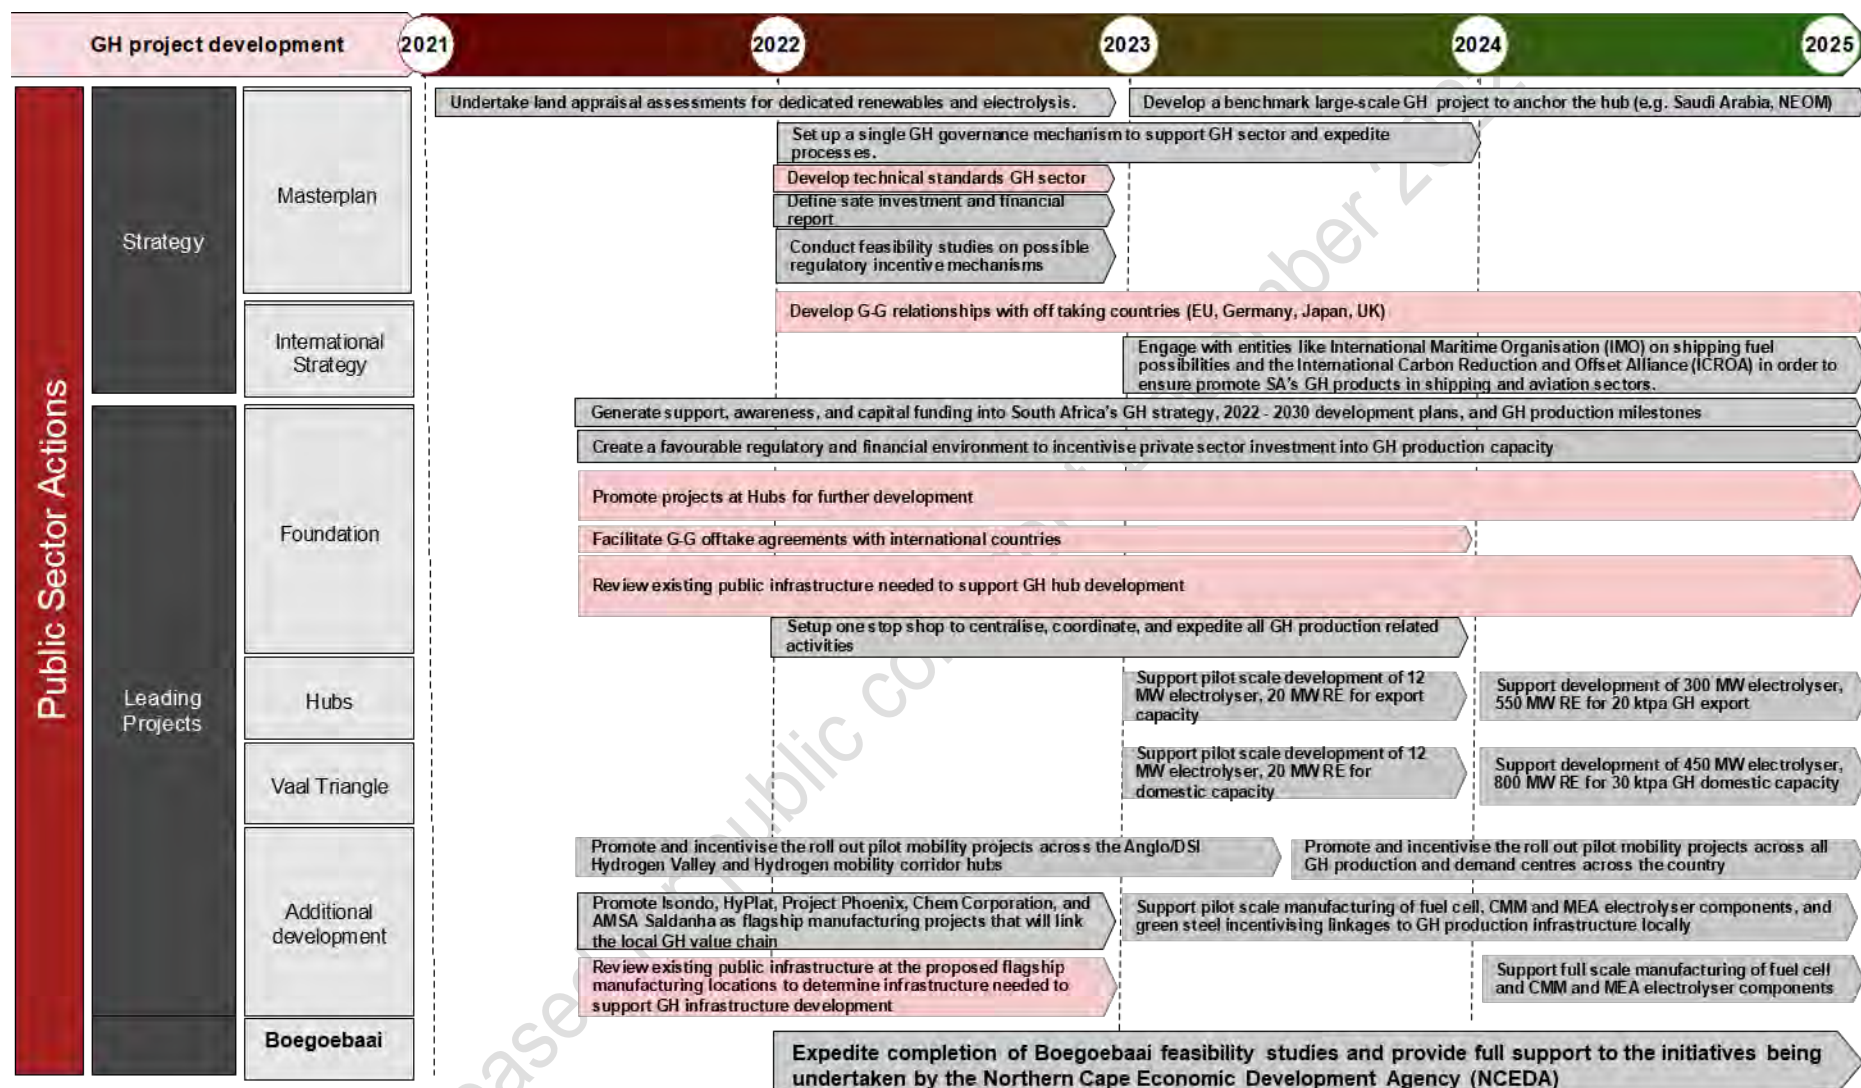 GH project development
2021
2022
2023
2024
2025
Public Sector Actions
Strategy
Masterplan
Undertake land appraisal assessments for dedicated renewables and electrolysis.
Develop a benchmark large-scale GH project to anchor the hub (e.g. Saudi Arabia, NEOM)
Set up a single GH governance mechanism to support GH sector and expedite
processes.
Develop technical standards GH sector
Define sate investment and financial
report
Conduct feasibility studies on possible
regulatory incentive mechanisms
International
Strategy
Develop G-G relationships with off taking countries (EU, Germany, Japan, UK)
Engage with entities like International Maritime Organisation (IMO) on shipping fuel
possibilities and the International Carbon Reduction and Offset Alliance (ICROA) in order to
ensure promote SA's GH products in shipping and aviation sectors.
Leading
Projects
Foundation
Generate support, awareness, and capital funding into South Africa's GH strategy, 2022 - 2030 development plans, and GH production milestones
Create a favourable regulatory and financial environment to incentivise private sector investment into GH production capacity
Promote projects at Hubs for further development
Facilitate G-G offtake agreements with international countries
Review existing public infrastructure needed to support GH hub development
Setup one stop shop to centralise, coordinate, and expedite all GH production related
activities
Hubs
Support pilot scale development of 12
MW electrolyser, 20 MW RE for export
capacity
Support development of 300 MW electrolyser,
550 MW RE for 20 ktpa GH export
Vaal Triangle
Support pilot scale development of 12
MW electrolyser, 20 MW RE for
domestic capacity
Support development of 450 MW electrolyser,
800 MW RE for 30 ktpa GH domestic capacity
Additional
development
Promote and incentivise the roll out pilot mobility projects across the Anglo/DSI
Hydrogen Valley and Hydrogen mobility corridor hubs
Promote and incentivise the roll out pilot mobility projects across all
GH production and demand centres across the country
Promote Isondo, HyPlat, Project Phoenix, Chem Corporation, and
AMSA Saldanha as flagship manufacturing projects that will link
the local GH value chain
Support pilot scale manufacturing of fuel cell, CMM and MEA electrolyser components, and
green steel incentivising linkages to GH production infrastructure locally
Review existing public infrastructure at the proposed flagship
manufacturing locations to determine infrastructure needed to
support GH infrastructure development
Support full scale manufacturing of fuel cell
and CMM and MEA electrolyser components
Boegoebaai
Expedite completion of Boegoebaai feasibility studies and provide full support to the initiatives being
undertaken by the Northern Cape Economic Development Agency (NCEDA)
public